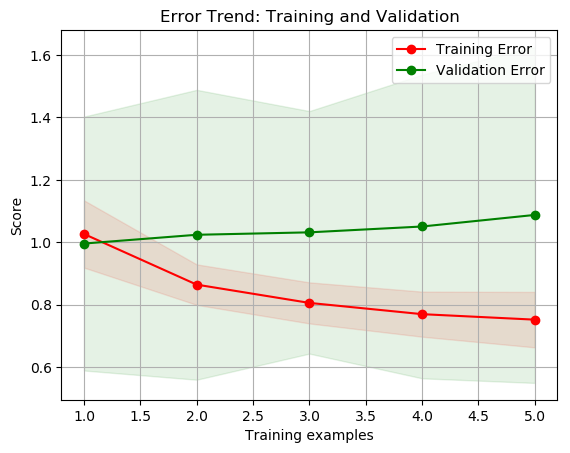 Error Trend: Training and Validation
Training Error
Validation Error
Score
1.6
1.4
1.2
1.0
0.8
0.6
1.0 1.5 2.0 2.5 3.0 3.5 4.0 4.5 5.0
Training examples